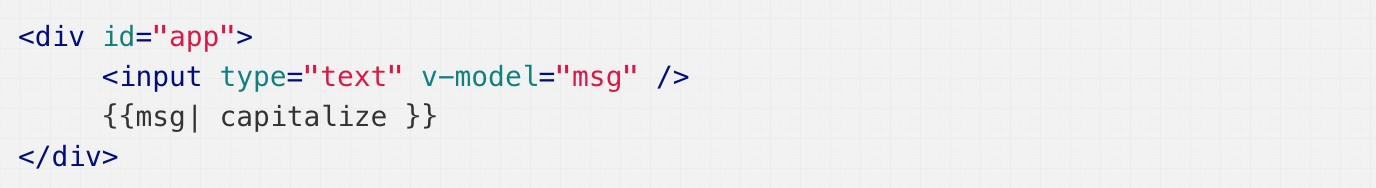 <div id="app">
<input type="text" v-model="msg" />
{{msg| capitalize }}
</div>